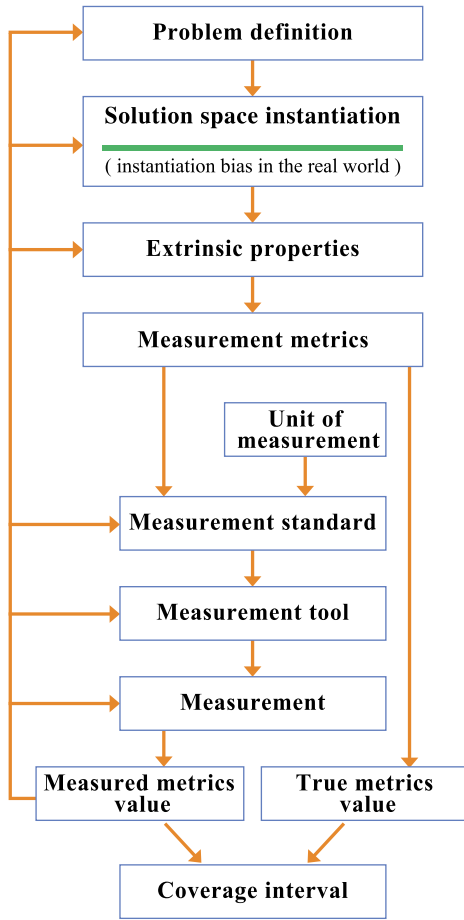 Problem definition
Solution space instantiation
( instantiation bias in the real world )
Extrinsic properties
Measurement metrics
Unit of
measurement
Measurement standard
Measurement tool
Measurement
Measured metrics
value
True metrics
value
Coverage interval